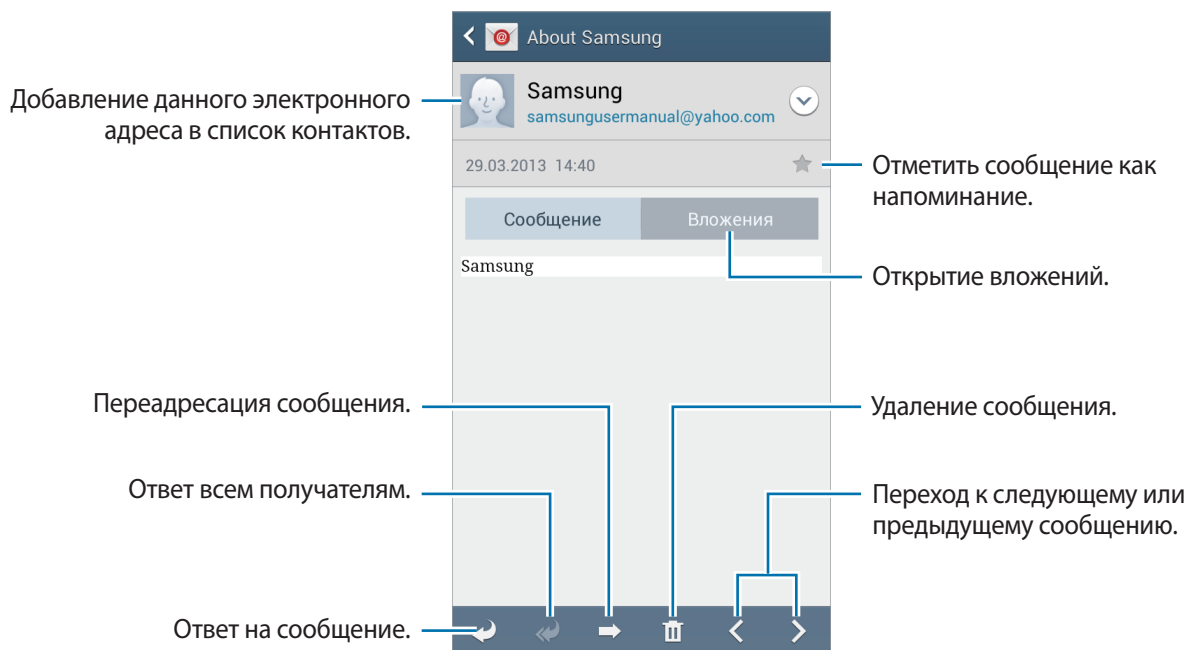 About Samsung
Добавление данного электронного
адреса в список контактов.
Samsung
samsungusermanual@yahoo.com
29.03.2013 14:40
Отметить сообщение как
напоминание.
Сообщение
Вложения
Samsung
Открытие вложений.
Переадресация сообщения.
Удаление сообщения.
Ответ всем получателям.
Переход к следующему или
предыдущему сообщению.
Ответ на сообщение.